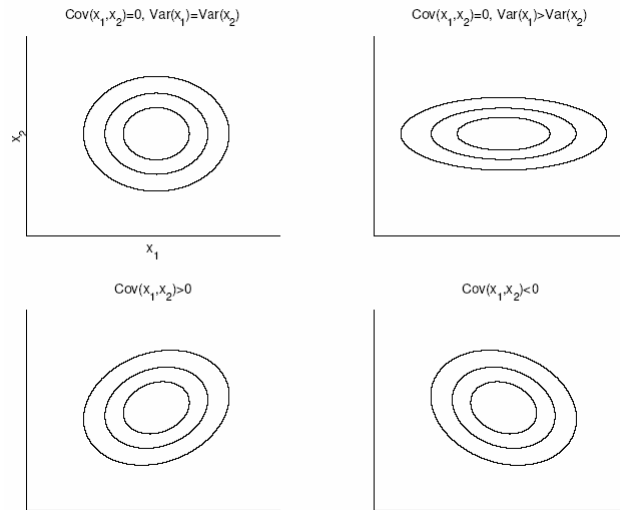 Cov(x₁,x₂)=0, Var(x₁)=Var(x₂)
Cov(x₁,x₂)=0, Var(x₁)>Var(x₂)
x₂
x₁
Cov(x₁,x₂)>0
Cov(x₁,x₂)<0